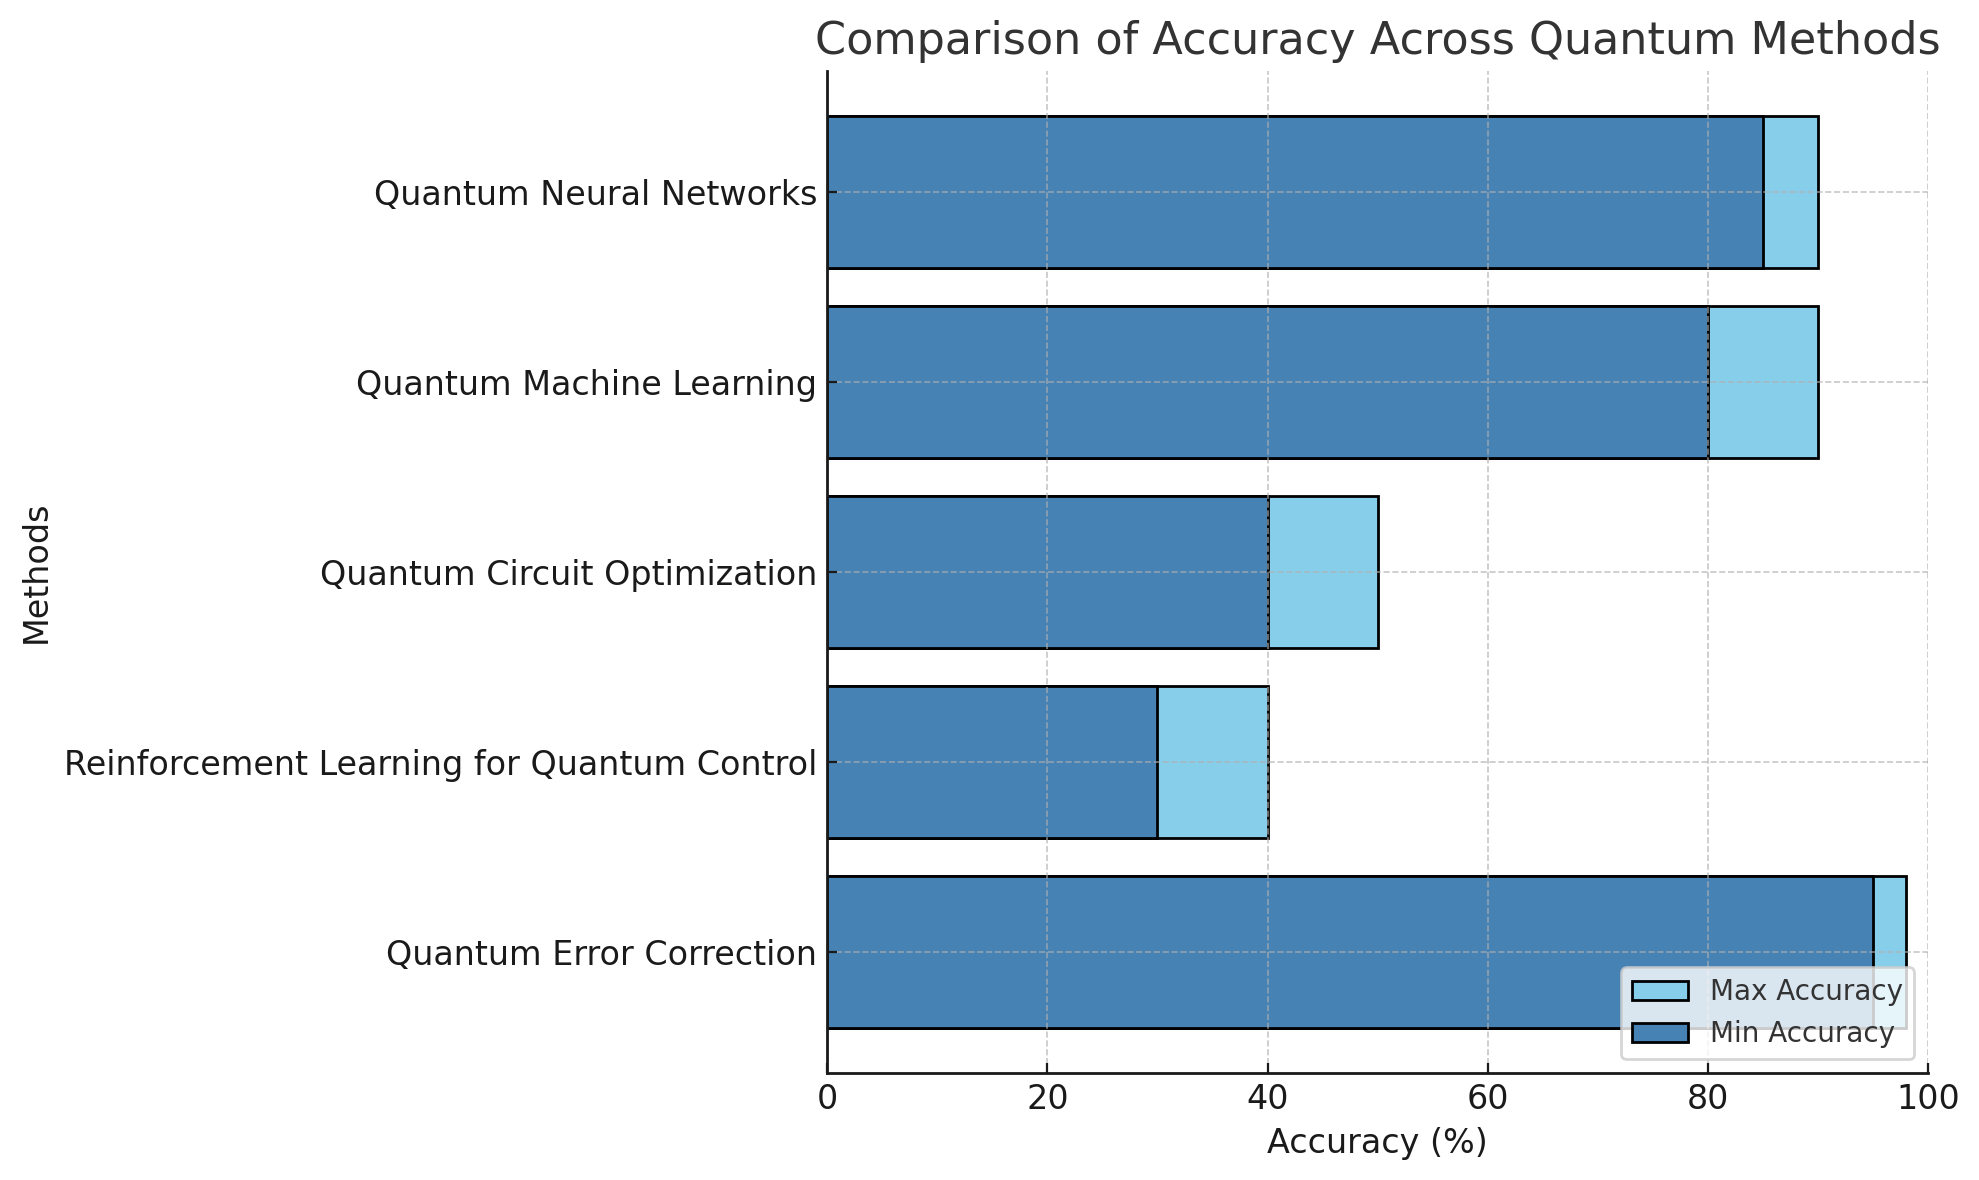 Comparison of Accuracy Across Quantum Methods
Methods
Quantum Neural Networks
Quantum Machine Learning
Quantum Circuit Optimization
Reinforcement Learning for Quantum Control
Quantum Error Correction
Max Accuracy
Min Accuracy
0 20 40 60 80 100
Accuracy (%)